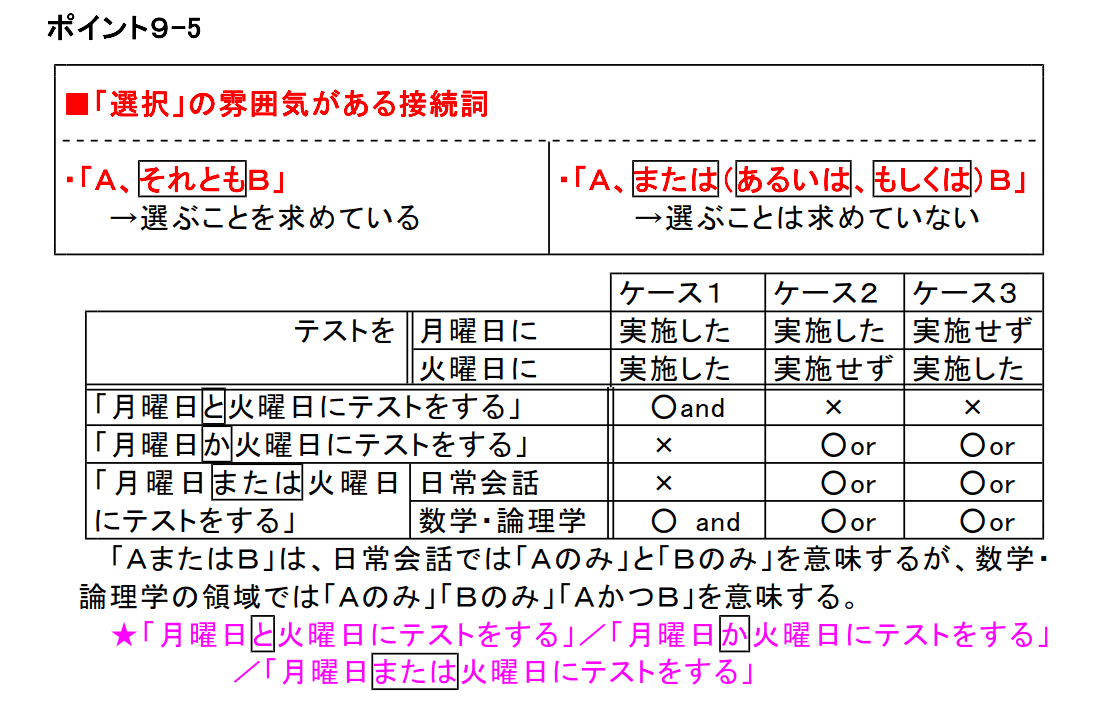 ポイント9-5
■「選択」の雰囲気がある接続詞
・「A、それともB」
→選ぶことを求めている
・「A、または(あるいは、もしくは)B」
→選ぶことは求めていない
ケース1 ケース2 ケース3
テストを 月曜日に 実施した 実施した 実施せず
火曜日に 実施した 実施せず 実施した
「月曜日と火曜日にテストをする」 〇and × ×
「月曜日か火曜日にテストをする」 × 〇or 〇or
「月曜日または火曜日 日常会話 × 〇or 〇or
にテストをする」 数学・論理学 〇 and 〇or 〇or
「AまたはB」は、日常会話では「Aのみ」と「Bのみ」を意味するが、数学・
論理学の領域では「Aのみ」「Bのみ」「AかつB」を意味する。
★「月曜日と火曜日にテストをする」／「月曜日か火曜日にテストをする」
／「月曜日または火曜日にテストをする」